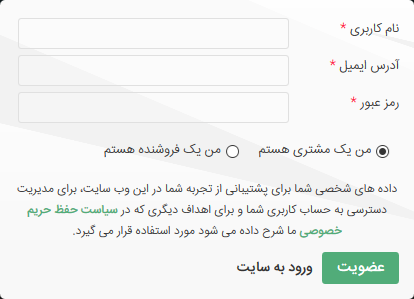 نام کاربری *
آدرس ایمیل *
رمز عبور *
من یک مشتری هستم من یک فروشنده هستم
داده های شخصی شما برای پشتیبانی از تجربه شما در این وب سایت، برای مدیریت
دسترسی به حساب کاربری شما و برای اهداف دیگری که در سیاست حفظ حریم
خصوصی ما شرح داده می شود مورد استفاده قرار می گیرد.
عضویت ورود به سایت